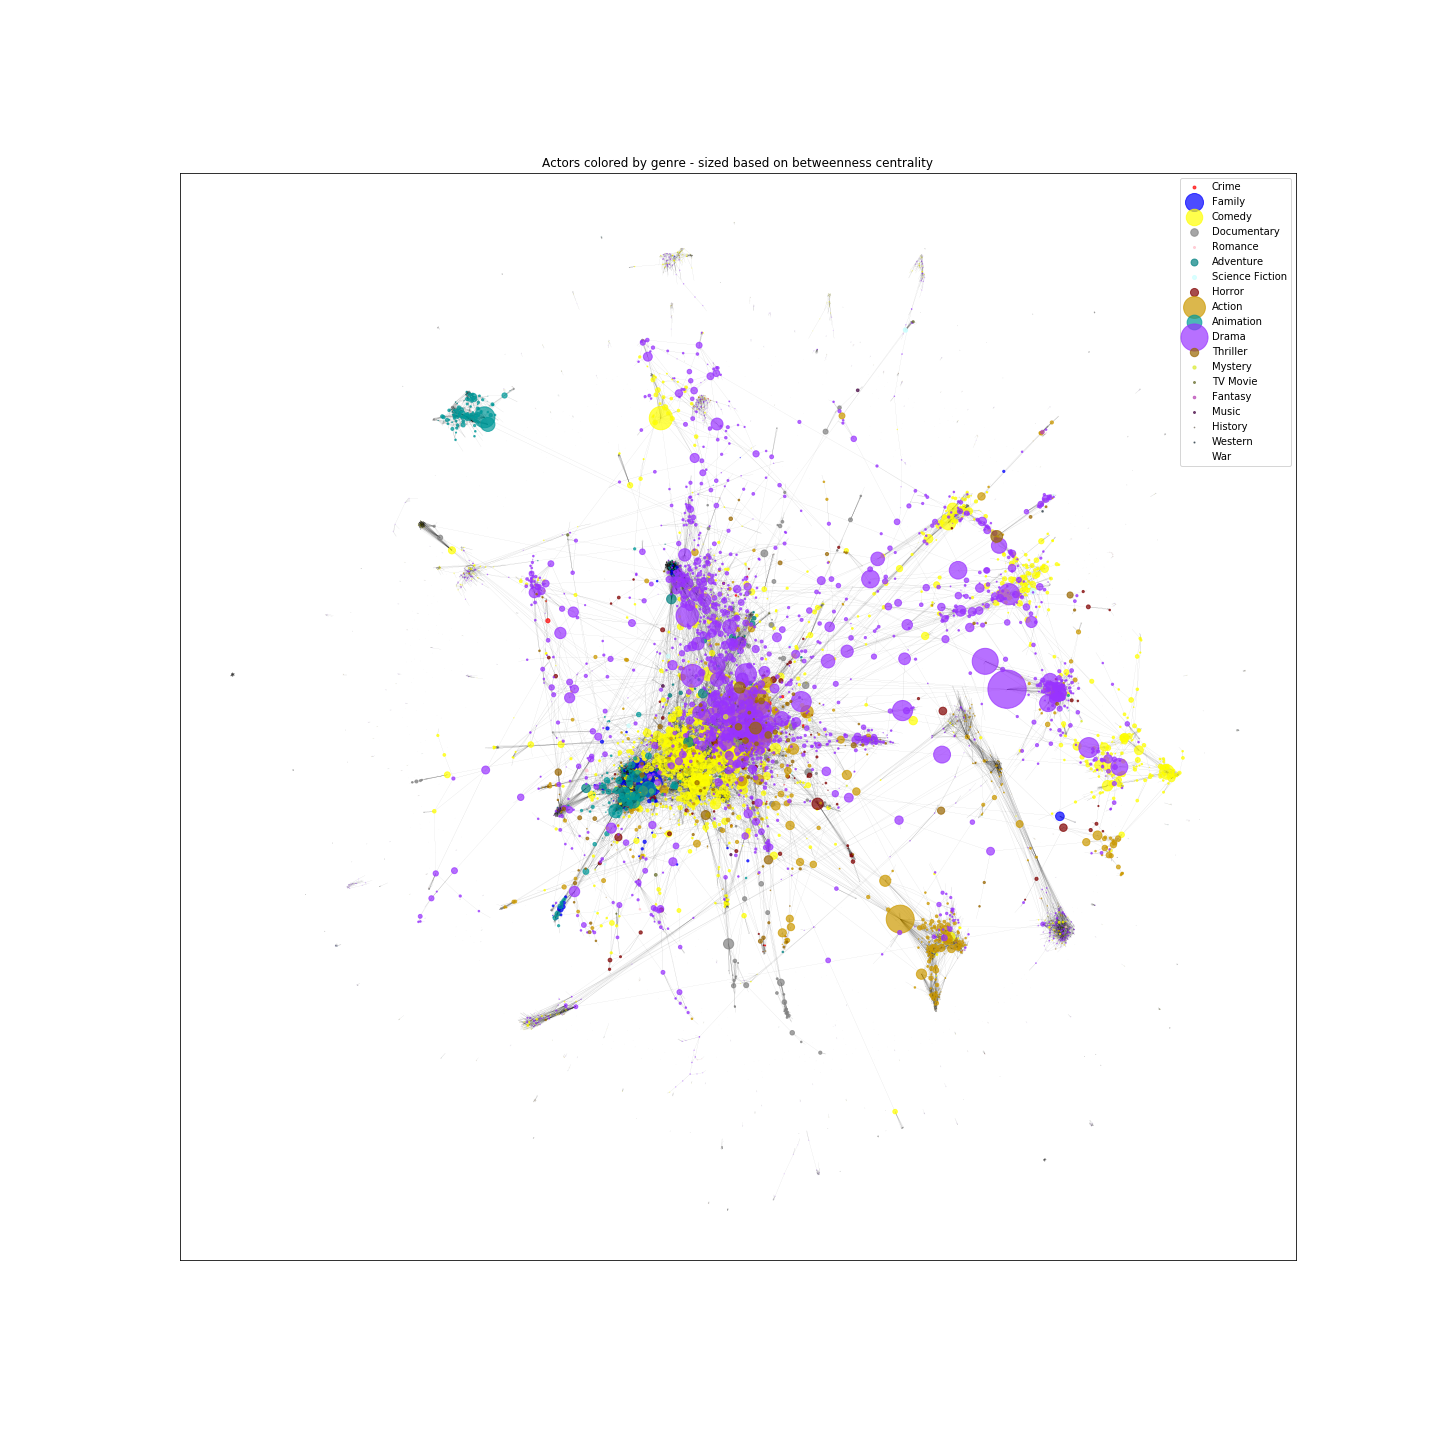 Actors colored by genre - sized based on betweenness centrality
Crime
Family
Comedy
Documentary
Romance
Adventure
Science Fiction
Horror
Action
Animation
Drama
Thriller
Mystery
TV Movie
Fantasy
Music
History
Western
War